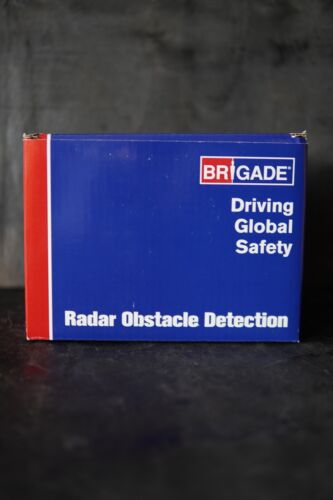 BRIGADE
Driving
Global
Safety
Radar Obstacle Detection